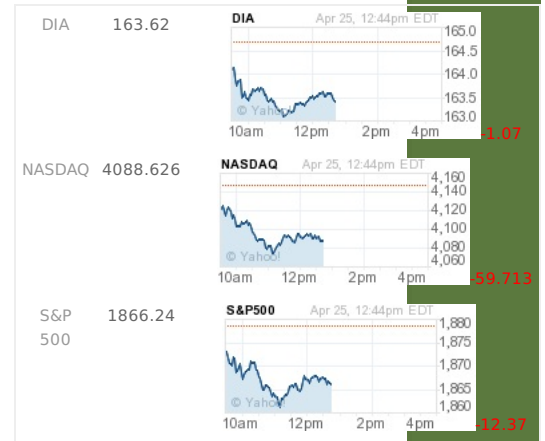 DIA 163.62
DIA Apr 25, 12:44pm EDT
165.0
164.5
164.0
163.5
163.0
© Yahoo!
10am 12pm 2pm 4pm
-1.07
NASDAQ 4088.626
NASDAQ Apr 25, 12:44pm EDT
4,160
4,140
4,120
4,100
4,080
4,060
© Yahoo!
10am 12pm 2pm 4pm
-59.713
S&P
500
1866.24
S&P500 Apr 25, 12:44pm EDT
1,880
1,875
1,870
1,865
1,860
© Yahoo!
10am 12pm 2pm 4pm
-12.37